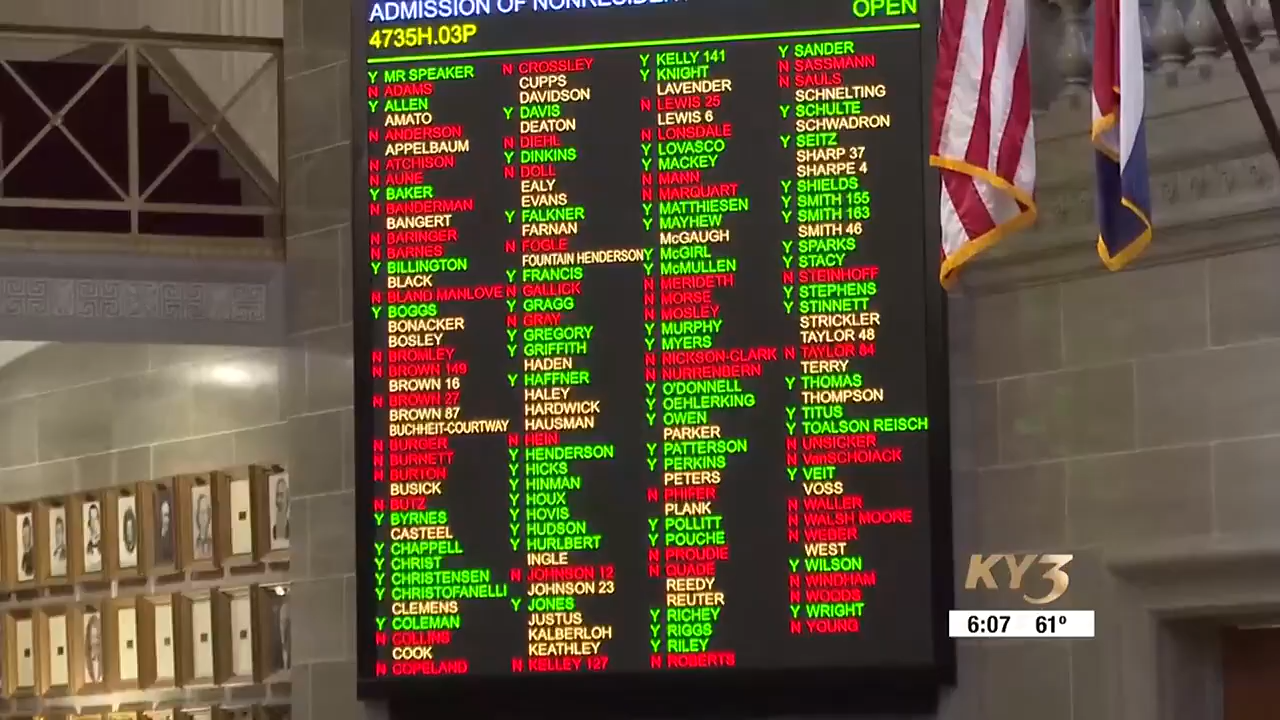 ADMISSION OF NONRESIDENT
OPEN
4735H.03P
Y MR SPEAKER
N ADAMS
Y ALLEN
AMATO
N ANDERSON
APPELBAUM
N ATCHISON
N AUNE
Y BAKER
N BANDERMAN
BANGERT
N BARINGER
N BARNES
Y BILLINGTON
BLACK
N BLAND MANLOVE
Y BOGGS
BONACKER
BOSLEY
N BROMLEY
N BROWN 149
BROWN 16
N BROWN 27
BROWN 87
BUCHHEIT-COURTWAY
N BURGER
N BURNETT
N BURTON
BUSICK
N BUTZ
Y BYRNES
CASTEEL
Y CHAPPELL
Y CHRIST
Y CHRISTENSEN
Y CHRISTOFANELLI
CLEMENS
Y COLEMAN
N COLLINS
COOK
N COPELAND
N CROSSLEY
CUPPS
DAVIDSON
Y DAVIS
DEATON
N DIEHL
Y DINKINS
N DOLL
EALY
EVANS
Y FALKNER
FARNAN
N FOGLE
FOUNTAIN HENDERSON
Y FRANCIS
N GALLICK
Y GRAGG
N GRAY
Y GREGORY
Y GRIFFITH
HADEN
Y HAFFNER
HALEY
HARDWICK
HAUSMAN
N HEIN
Y HENDERSON
Y HICKS
Y HINMAN
Y HOUX
Y HOVIS
Y HUDSON
Y HURLBERT
INGLE
N JOHNSON 12
JOHNSON 23
Y JONES
JUSTUS
KALBERLOH
KEATHLEY
N KELLEY 127
Y KELLY 141
Y KNIGHT
LAVENDER
N LEWIS 25
LEWIS 6
N LONSDALE
Y LOVASCO
Y MACKEY
N MANN
N MARQUART
Y MATTHIESEN
Y MAYHEW
McGAUGH
Y McGIRL
Y McMULLEN
N MERIDETH
N MORSE
N MOSLEY
Y MURPHY
Y MYERS
N NICKSON-CLARK
N NURRENBERN
Y O'DONNELL
Y OEHLERKING
Y OWEN
PARKER
Y PATTERSON
Y PERKINS
PETERS
N PHIFER
PLANK
Y POLLITT
Y POUCHE
N PROUDIE
N QUADE
REEDY
REUTER
Y RICHEY
Y RIGGS
Y RILEY
N ROBERTS
Y SANDER
N SASSMANN
N SAULS
SCHNELTING
Y SCHULTE
SCHWADRON
Y SEITZ
SHARP 37
SHARPE 4
Y SHIELDS
Y SMITH 155
Y SMITH 163
SMITH 46
Y SPARKS
Y STACY
N STEINHOFF
Y STEPHENS
Y STINNETT
STRICKLER
TAYLOR 48
N TAYLOR 84
TERRY
Y THOMAS
THOMPSON
Y TITUS
Y TOALSON REISCH
N UNSICKER
N VanSCHOIACK
Y VEIT
VOSS
N WALLER
N WALSH MOORE
N WEBER
WEST
Y WILSON
N WINDHAM
N WOODS
Y WRIGHT
N YOUNG
KY3
6:07 61°